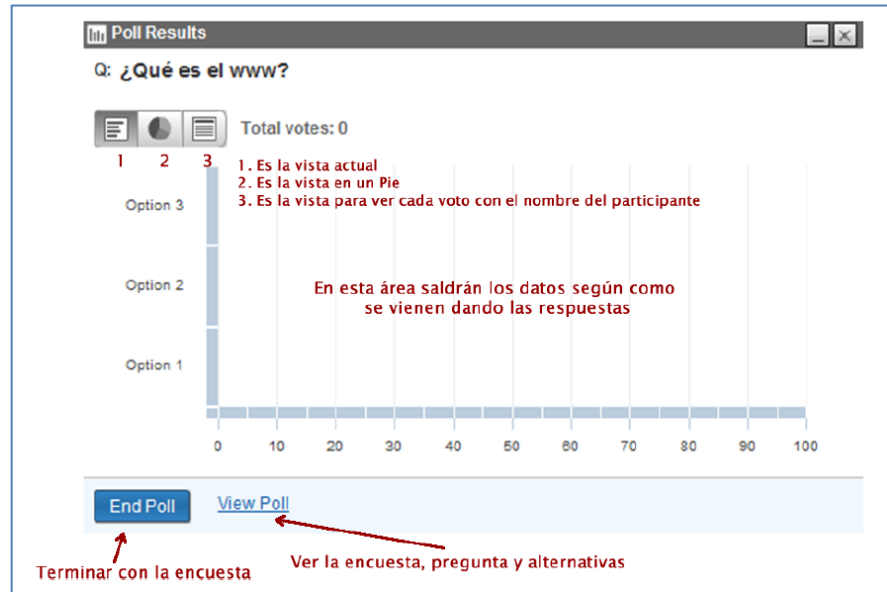 Poll Results
Q: ¿Qué es el www?
Total votes: 0
1 2 3
1. Es la vista actual
2. Es la vista en un Pie
3. Es la vista para ver cada voto con el nombre del participante
Option 3
En esta área saldrán los datos según como
se vienen dando las respuestas
Option 2
Option 1
0 10 20 30 40 50 60 70 80 90 100
End Poll View Poll
Terminar con la encuesta
Ver la encuesta, pregunta y alternativas